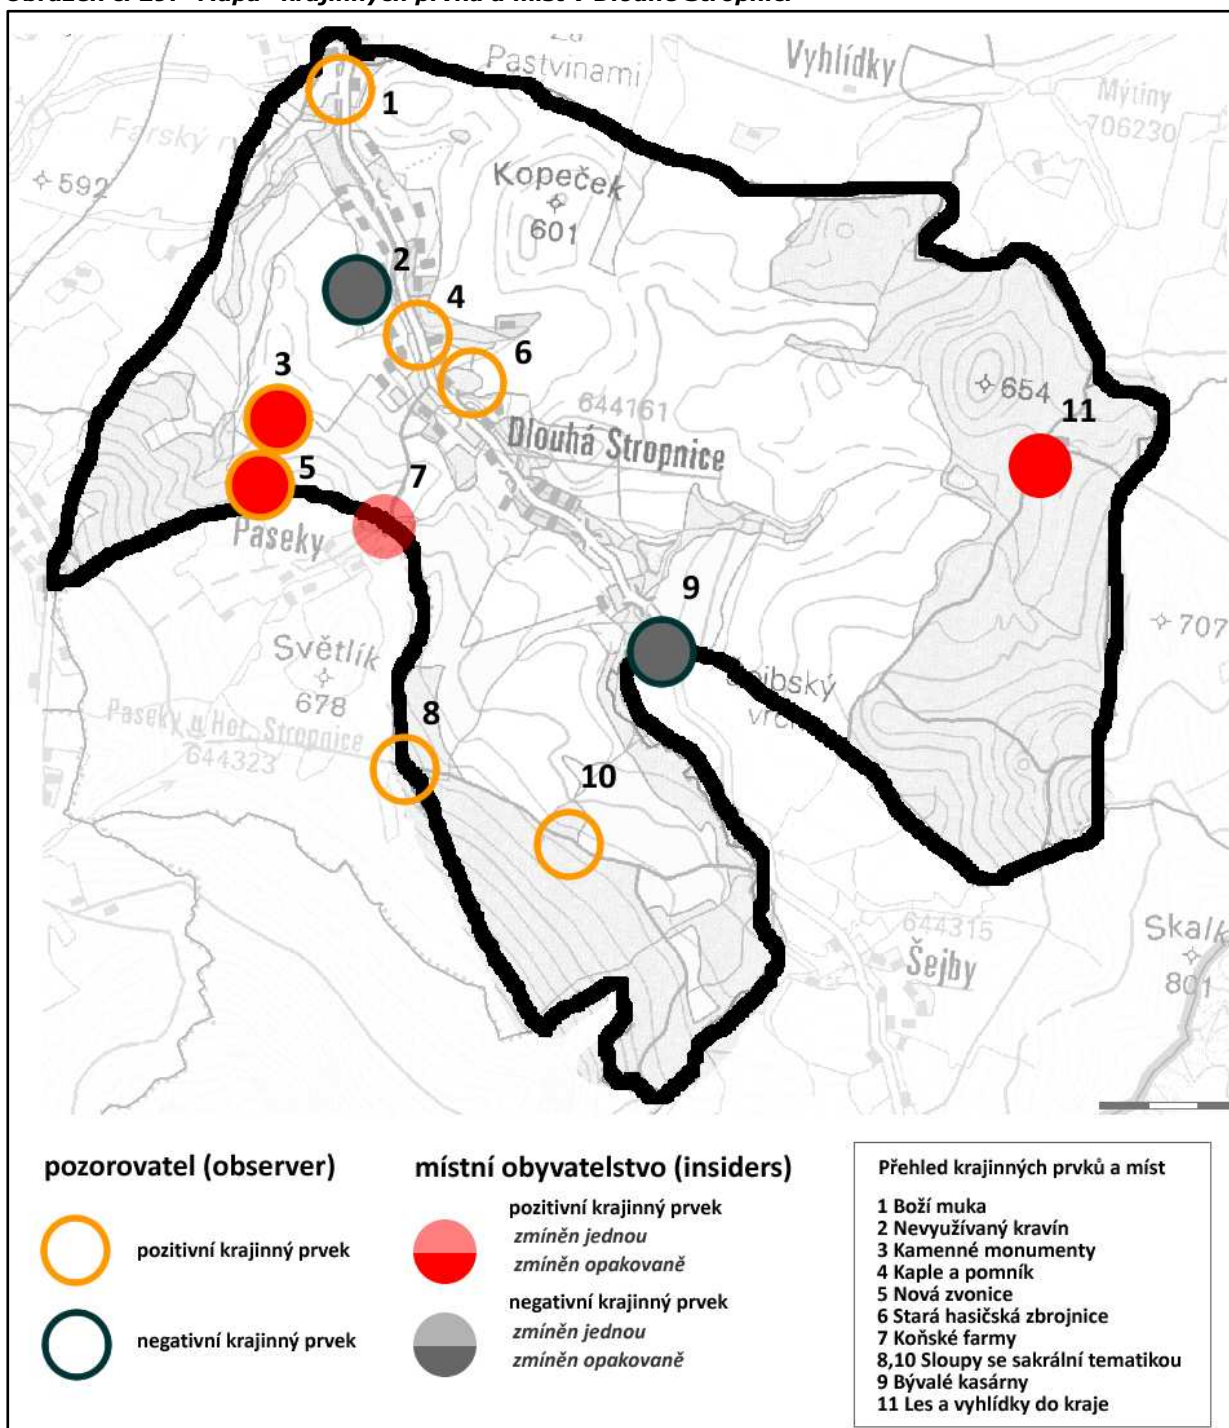 Pastvinami
Vyhlídky
Mýtiny
706230
1
592
Kopeček
601
2
4
6
3
644161
654
11
Dlouhá Stropnice
5
7
Paseky
9
707
Světlík
678
8
Paseky u Hor. Stropnice
644323
10
644315
Šejby
801
pozorovatel (observer)
pozitivní krajinný prvek
negativní krajinný prvek
místní obyvatelstvo (insiders)
pozitivní krajinný prvek
zmíněn jednou
zmíněn opakovaně
negativní krajinný prvek
zmíněn jednou
zmíněn opakovaně
Přehled krajinných prvků a míst
1 Boží muka
2 Nevyužívaný kravín
3 Kamenné monumenty
4 Kaple a pomník
5 Nová zvonice
6 Stará hasičská zbrojnice
7 Koňské farmy
8,10 Sloupy se sakrální tematikou
9 Bývalé kasárny
11 Les a vyhlídky do kraje